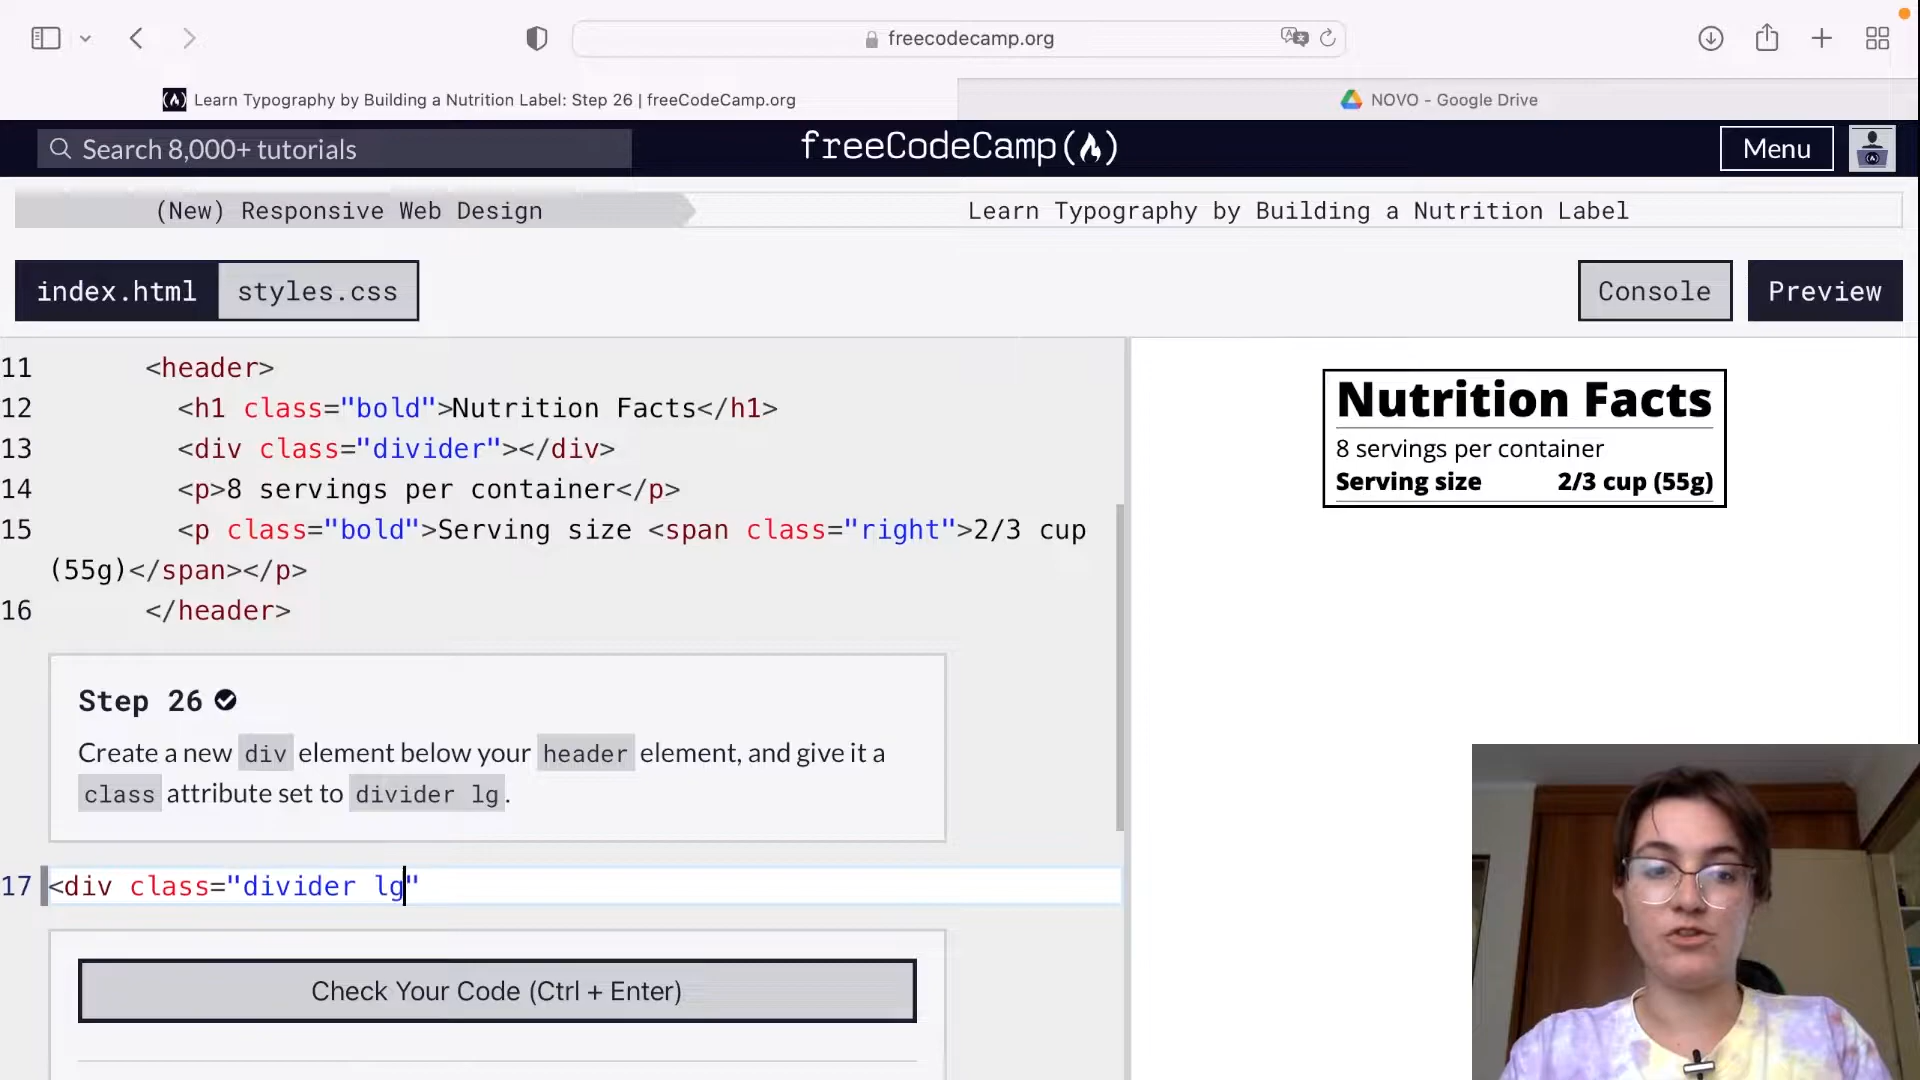 freecodecamp.org
Learn Typography by Building a Nutrition Label: Step 26 | freeCodeCamp.org
NOVO - Google Drive
Search 8,000+ tutorials
freeCodeCamp(🔥)
Menu
(New) Responsive Web Design
Learn Typography by Building a Nutrition Label
index.html
styles.css
Console
Preview
11 <header>
12 <h1 class="bold">Nutrition Facts</h1>
13 <div class="divider"></div>
14 <p>8 servings per container</p>
15 <p class="bold">Serving size <span class="right">2/3 cup
(55g)</span></p>
16 </header>
Step 26
Create a new div element below your header element, and give it a
class attribute set to divider lg.
17 <div class="divider lg"
Check Your Code (Ctrl + Enter)
Nutrition Facts
8 servings per container
Serving size 2/3 cup (55g)